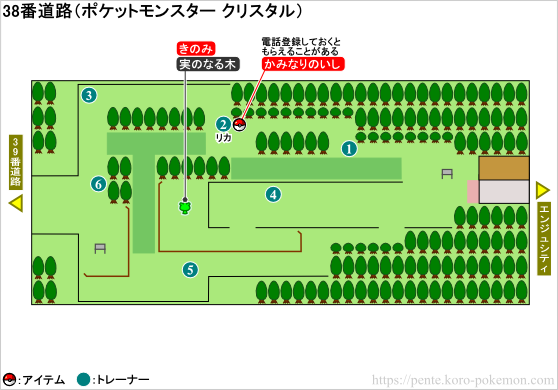 38番道路(ポケットモンスター クリスタル)
きのみ
実のなる木
電話登録しておくと
もらえることがある
かみなりのいし
3
2
リカ
1
6
4
5
39番道路
エンジュシティ
:アイテム
:トレーナー
https://pente.koro-pokemon.com/